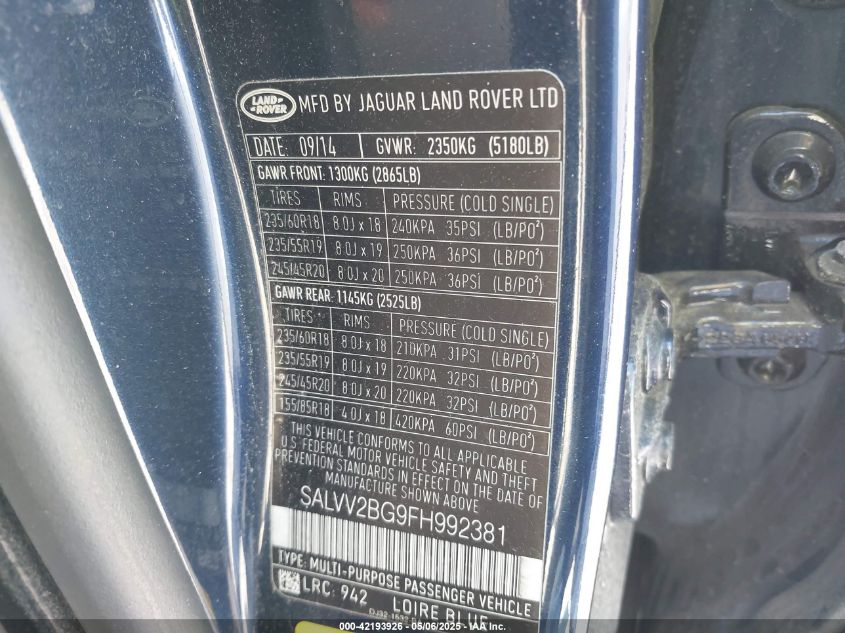 LAND ROVER MFD BY JAGUAR LAND ROVER LTD
DATE: 09/14 GVWR: 2350KG (5180LB)
GAWR FRONT: 1300KG (2865LB)
TIRES RIMS PRESSURE (COLD SINGLE)
235/60R18 8.0J x 18 240KPA 35PSI (LB/PO²)
235/55R19 8.0J x 19 250KPA 36PSI (LB/PO²)
245/45R20 8.0J x 20 250KPA 36PSI (LB/PO²)
GAWR REAR: 1145KG (2525LB)
TIRES RIMS PRESSURE (COLD SINGLE)
235/60R18 8.0J x 18 210KPA 31PSI (LB/PO²)
235/55R19 8.0J x 19 220KPA 32PSI (LB/PO²)
245/45R20 8.0J x 20 220KPA 32PSI (LB/PO²)
155/85R18 4.0J x 18 420KPA 60PSI (LB/PO²)
THIS VEHICLE CONFORMS TO ALL APPLICABLE
U.S. FEDERAL MOTOR VEHICLE SAFETY AND THEFT
PREVENTION STANDARDS IN EFFECT ON THE DATE OF
MANUFACTURE SHOWN ABOVE
SALVV2BG9FH992381
TYPE: MULTI-PURPOSE PASSENGER VEHICLE
LRC: 942 LOIRE BLUE
000-42193926 - 05/06/2025 - IAA Inc.